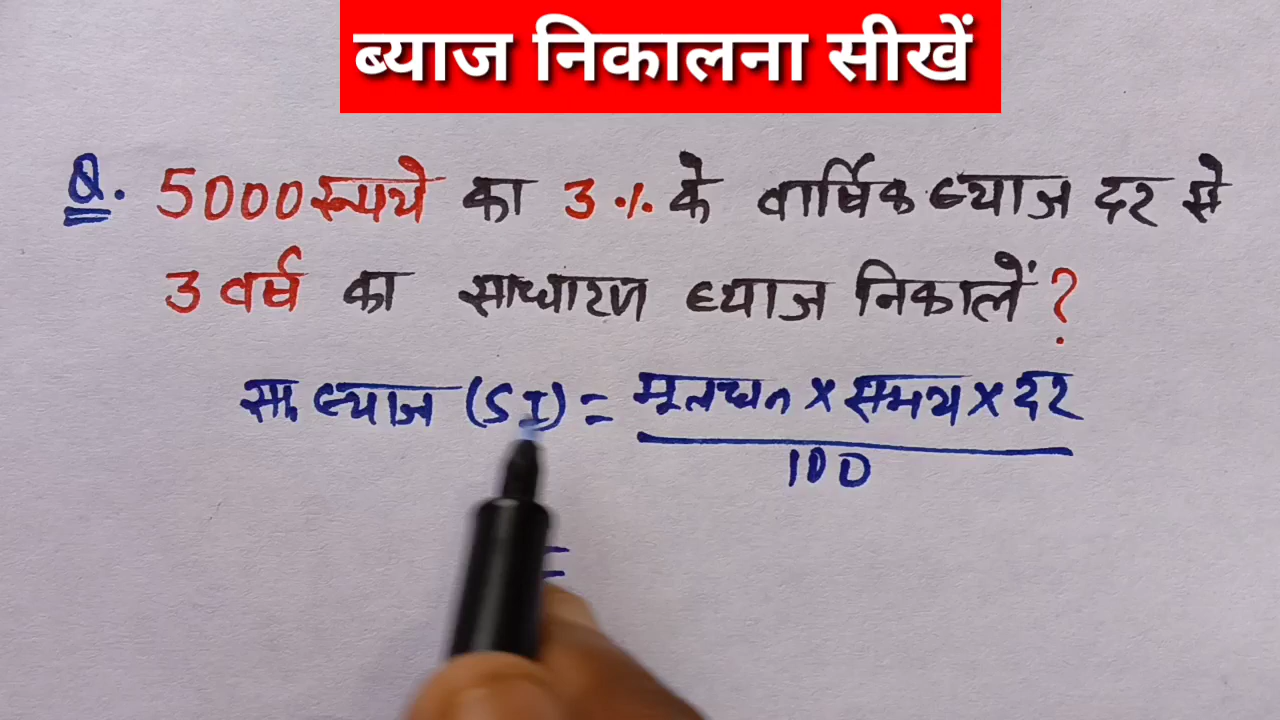 ब्याज निकालना सीखें
Q. 5000 रूपये का 3% के वार्षिक ब्याज दर से
3 वर्ष का साधारण ब्याज निकालें?
सा. ब्याज (SI) = मूलधन × समय × दर
100
=